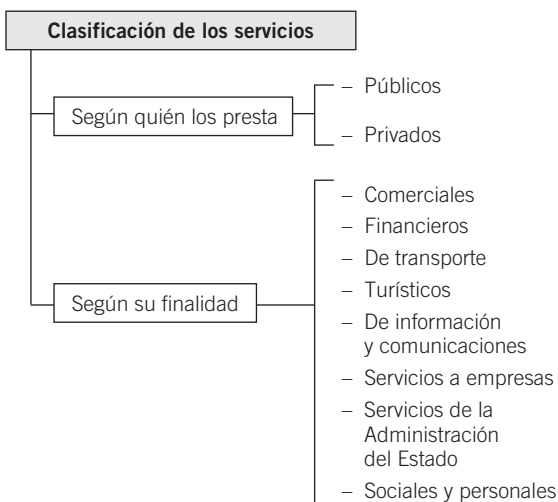 Clasificación de los servicios
Según quién los presta
– Públicos
– Privados
Según su finalidad
– Comerciales
– Financieros
– De transporte
– Turísticos
– De información
y comunicaciones
– Servicios a empresas
– Servicios de la
Administración
del Estado
– Sociales y personales